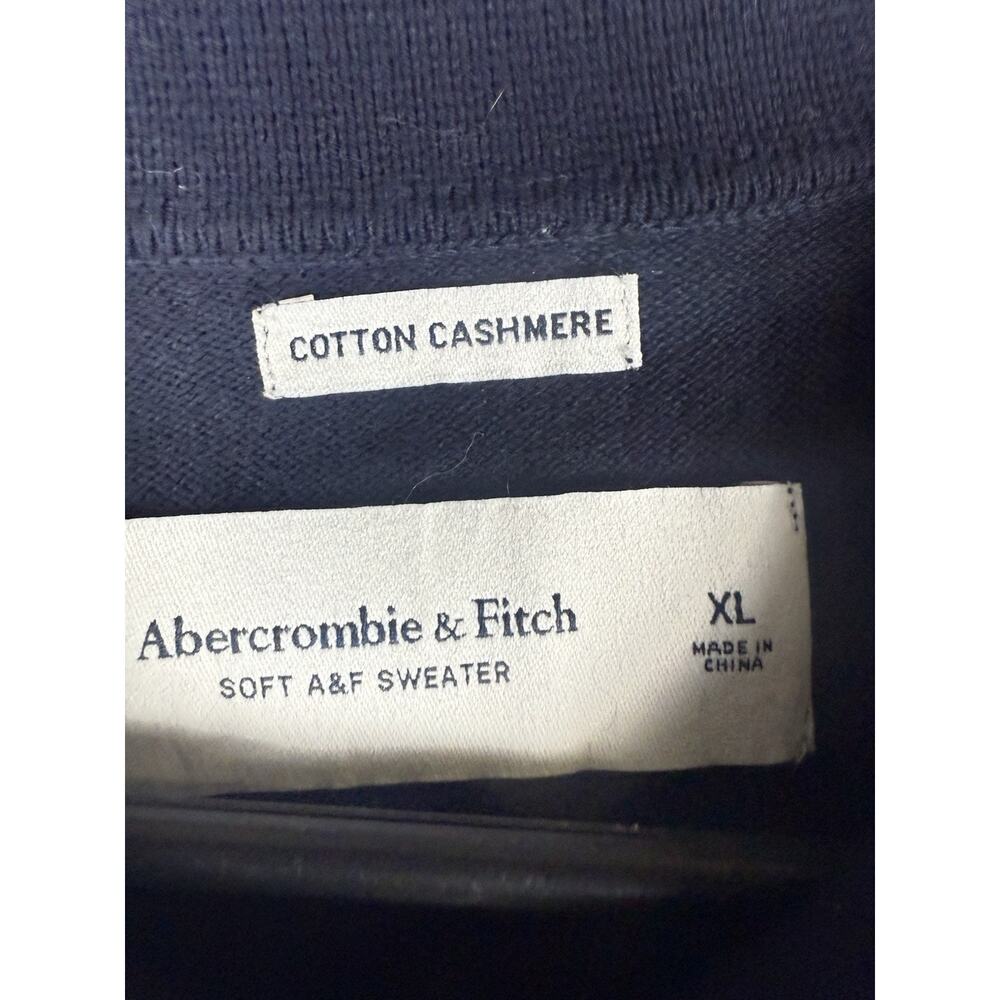 COTTON CASHMERE
Abercrombie & Fitch
SOFT A&F SWEATER
XL
MADE IN
CHINA